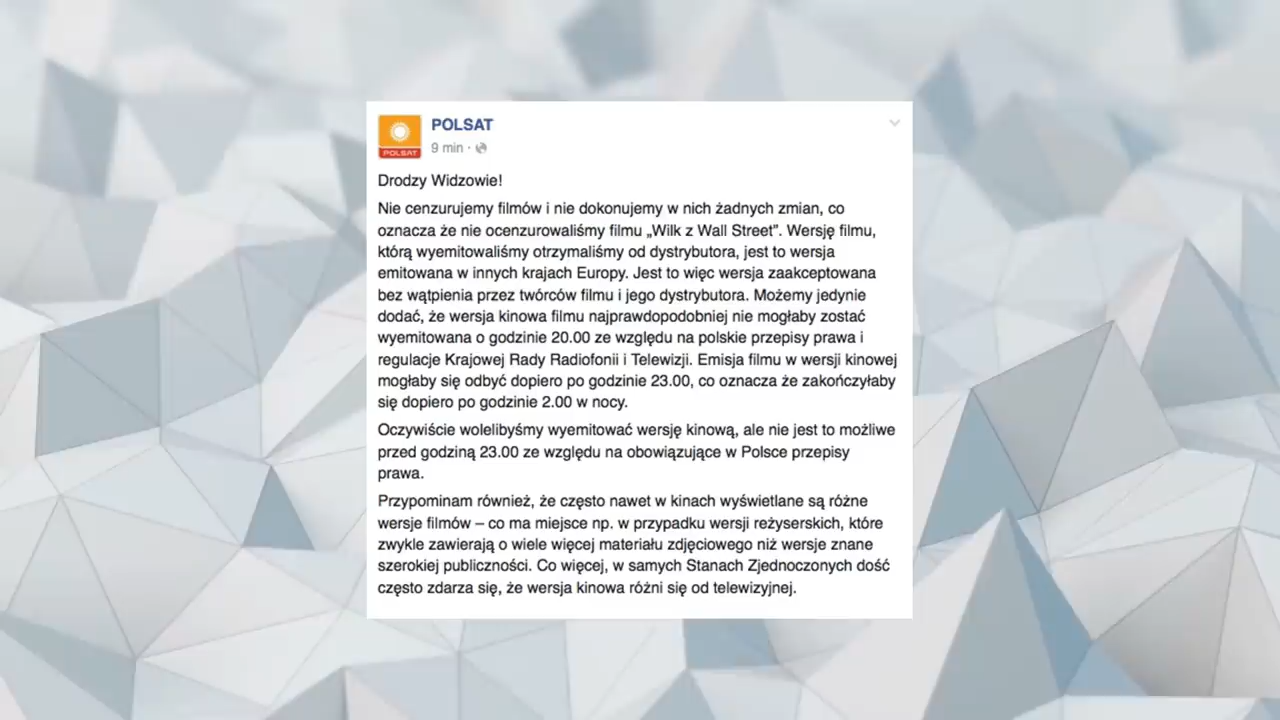 POLSAT
POLSAT
9 min ·
Drodzy Widzowie!
Nie cenzurujemy filmów i nie dokonujemy w nich żadnych zmian, co
oznacza że nie ocenzurowaliśmy filmu „Wilk z Wall Street”. Wersję filmu,
którą wyemitowaliśmy otrzymaliśmy od dystrybutora, jest to wersja
emitowana w innych krajach Europy. Jest to więc wersja zaakceptowana
bez wątpienia przez twórców filmu i jego dystrybutora. Możemy jedynie
dodać, że wersja kinowa filmu najprawdopodobniej nie mogłaby zostać
wyemitowana o godzinie 20.00 ze względu na polskie przepisy prawa i
regulacje Krajowej Rady Radiofonii i Telewizji. Emisja filmu w wersji kinowej
mogłaby się odbyć dopiero po godzinie 23.00, co oznacza że zakończyłaby
się dopiero po godzinie 2.00 w nocy.
Oczywiście wolelibyśmy wyemitować wersję kinową, ale nie jest to możliwe
przed godziną 23.00 ze względu na obowiązujące w Polsce przepisy
prawa.
Przypominam również, że często nawet w kinach wyświetlane są różne
wersje filmów – co ma miejsce np. w przypadku wersji reżyserskich, które
zwykle zawierają o wiele więcej materiału zdjęciowego niż wersje znane
szerokiej publiczności. Co więcej, w samych Stanach Zjednoczonych dość
często zdarza się, że wersja kinowa różni się od telewizyjnej.